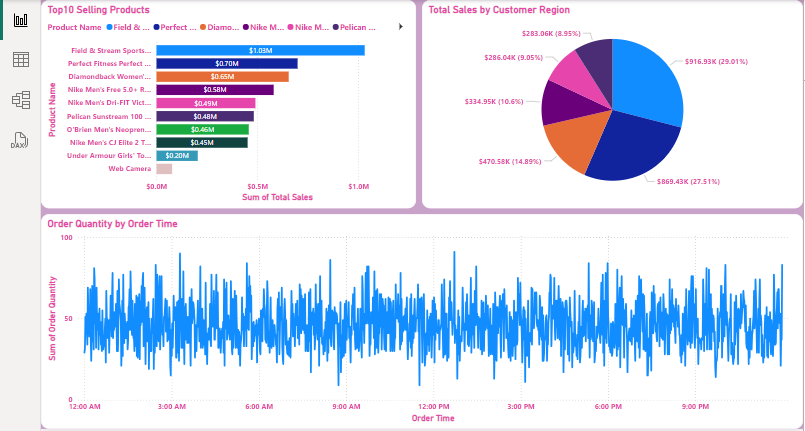 Top10 Selling Products
Product Name Field & ... Perfect ... Diamo... Nike M... Nike M... Pelican ...
Product Name
Field & Stream Sports... $1.03M
Perfect Fitness Perfect ... $0.70M
Diamondback Women'... $0.65M
Nike Men's Free 5.0+ R... $0.58M
Nike Men's Dri-FIT Vict... $0.49M
Pelican Sunstream 100 ... $0.48M
O'Brien Men's Neopren... $0.46M
Nike Men's CJ Elite 2 T... $0.45M
Under Armour Girls' To... $0.20M
Web Camera
$0.0M $0.5M $1.0M
Sum of Total Sales
Total Sales by Customer Region
$283.06K (8.95%)
$286.04K (9.05%)
$334.95K (10.6%)
$470.58K (14.89%)
$916.93K (29.01%)
$869.43K (27.51%)
Order Quantity by Order Time
Sum of Order Quantity
100
50
0
12:00 AM 3:00 AM 6:00 AM 9:00 AM 12:00 PM 3:00 PM 6:00 PM 9:00 PM
Order Time
DAX